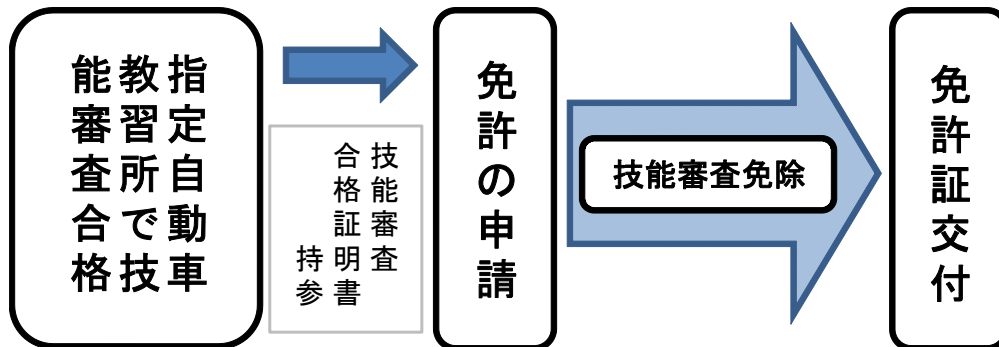 指定自動車
教習所で技
能審査合格
技能審査
合格証明書
持参
免許の申請
技能審査免除
免許証交付